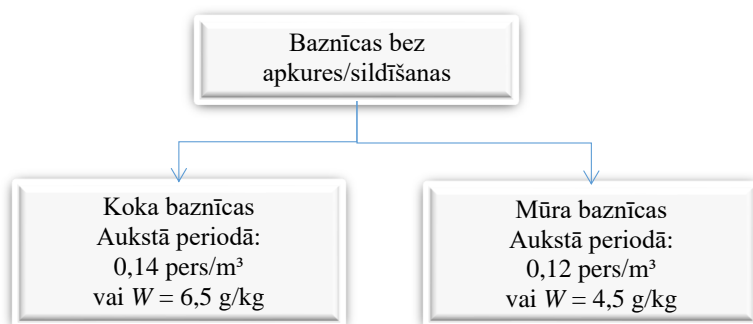 Baznīcas bez
apkures/sildīšanas
Koka baznīcas
Aukstā periodā:
0,14 pers/m³
vai W = 6,5 g/kg
Mūra baznīcas
Aukstā periodā:
0,12 pers/m³
vai W = 4,5 g/kg